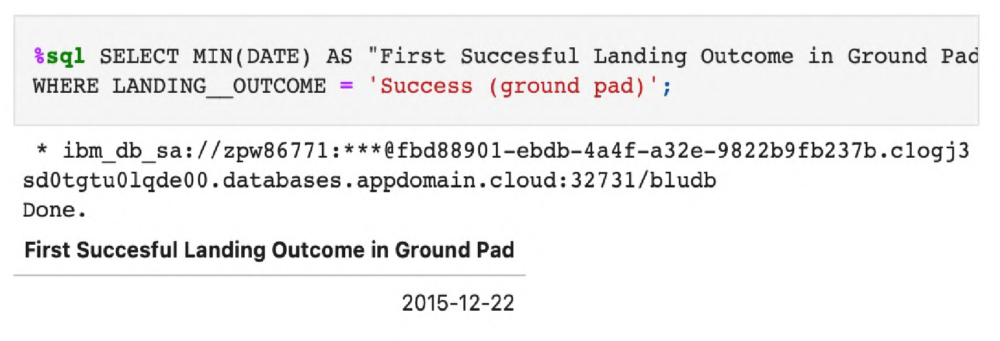 %sql SELECT MIN(DATE) AS "First Succesful Landing Outcome in Ground Pad
WHERE LANDING__OUTCOME = 'Success (ground pad)';
* ibm_db_sa://zpw86771:***@fbd88901-ebdb-4a4f-a32e-9822b9fb237b.c1ogj3
sd0tgtu0lqde00.databases.appdomain.cloud:32731/bludb
Done.
First Succesful Landing Outcome in Ground Pad
2015-12-22